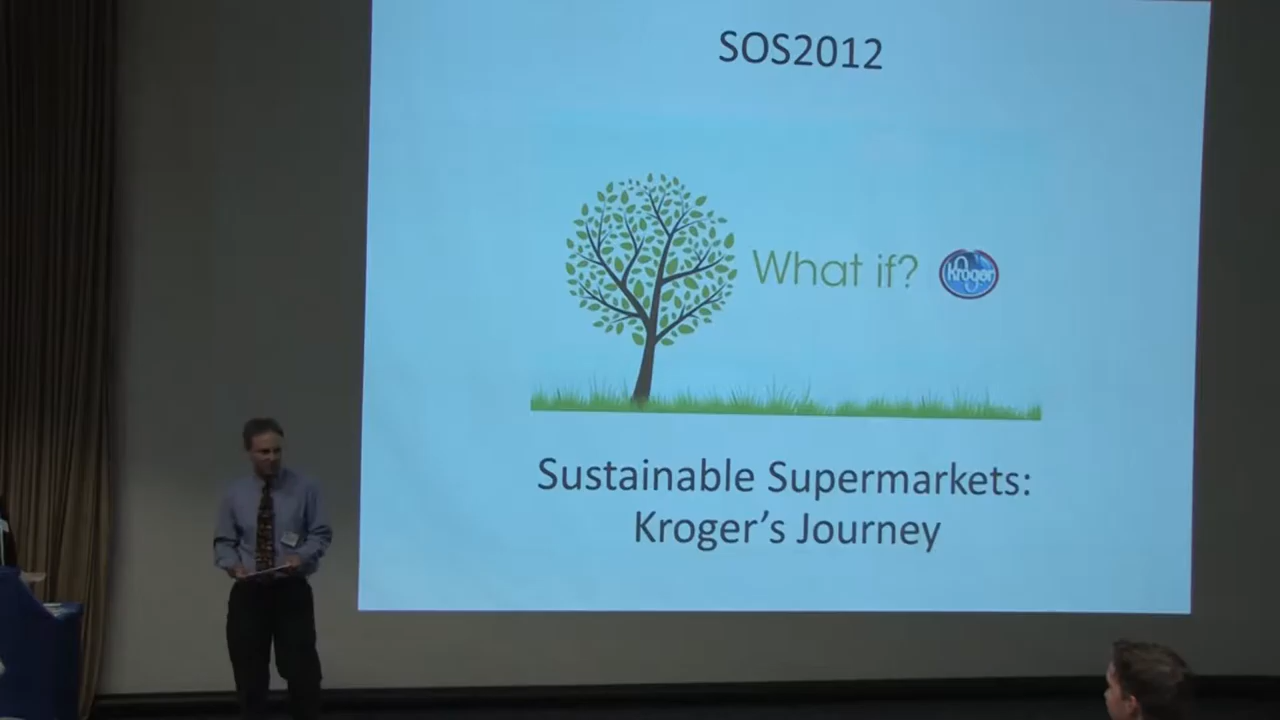 SOS2012
What if?
Kroger
Sustainable Supermarkets:
Kroger’s Journey